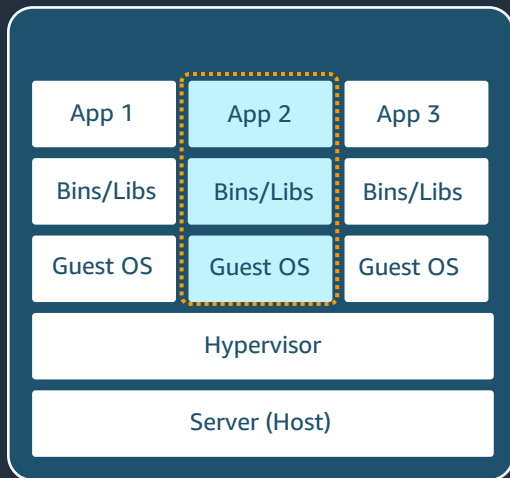 App 1 App 2 App 3
Bins/Libs Bins/Libs Bins/Libs
Guest OS Guest OS Guest OS
Hypervisor
Server (Host)